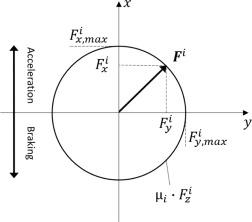 x
F^i_{x,max}
F^i
F^i_x
Acceleration
Braking
F^i_y
y
F^i_{y,max}
μ_i · F^i_z